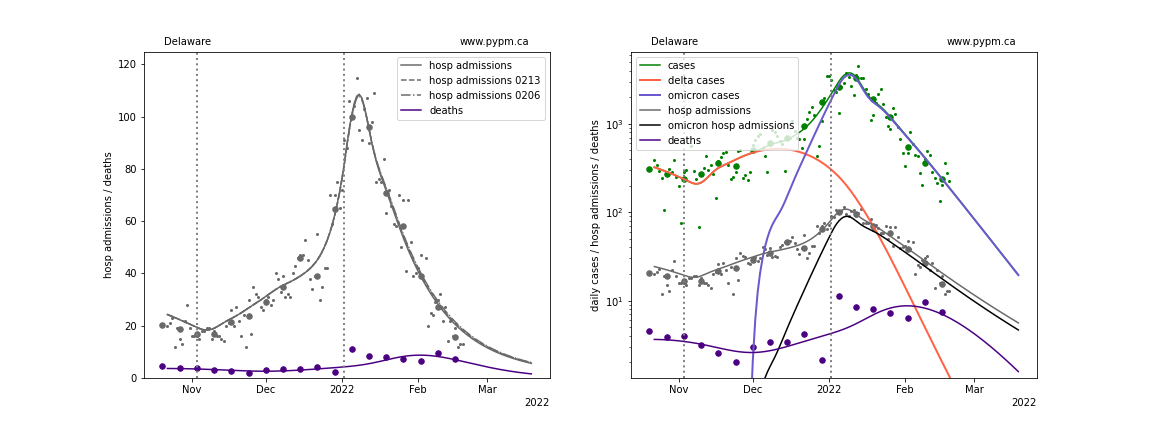 Delaware www.pypm.ca
hosp admissions
hosp admissions 0213
hosp admissions 0206
deaths
hosp admissions / deaths
120
100
80
60
40
20
0
Nov Dec 2022 Feb Mar
2022
Delaware www.pypm.ca
cases
delta cases
omicron cases
hosp admissions
omicron hosp admissions
deaths
daily cases / hosp admissions / deaths
10³
10²
10¹
Nov Dec 2022 Feb Mar
2022